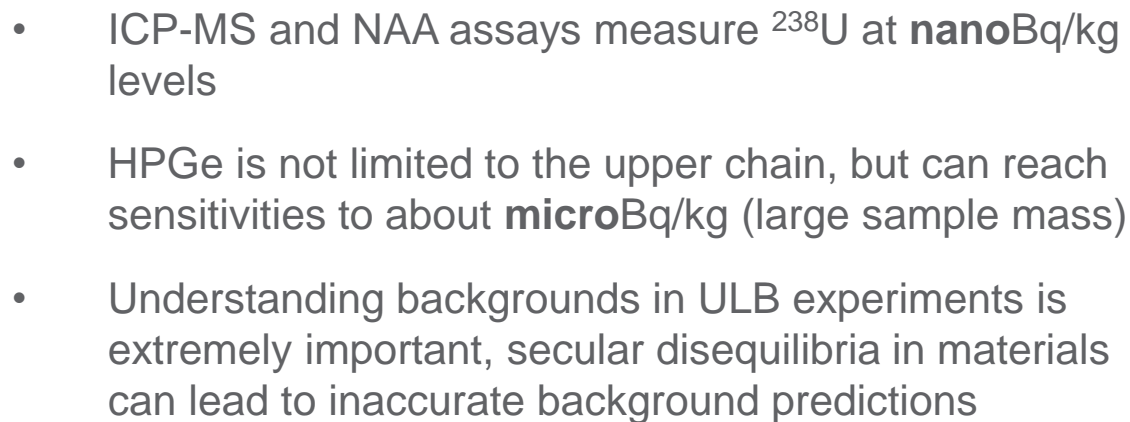 • ICP-MS and NAA assays measure ²³⁸U at nanoBq/kg
levels
• HPGe is not limited to the upper chain, but can reach
sensitivities to about microBq/kg (large sample mass)
• Understanding backgrounds in ULB experiments is
extremely important, secular disequilibria in materials
can lead to inaccurate background predictions